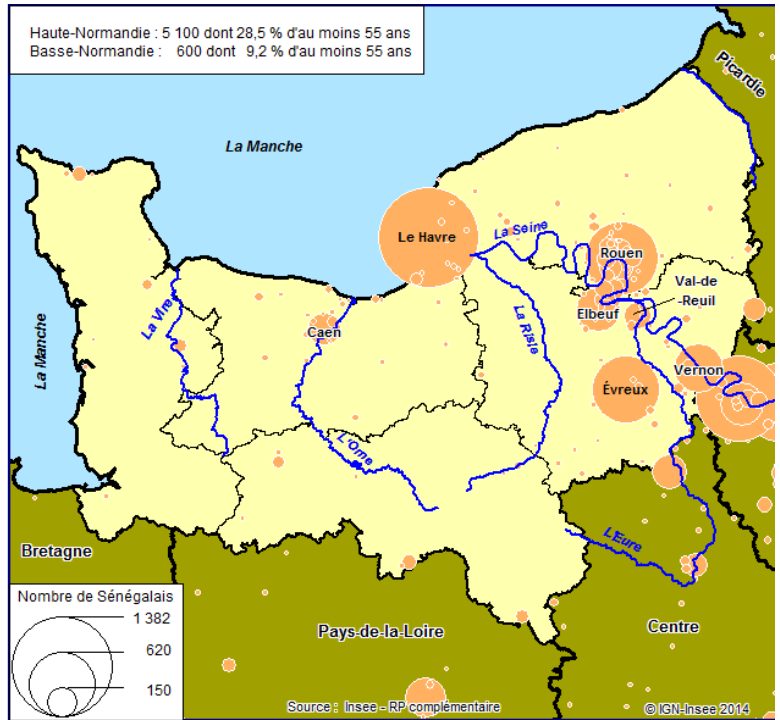 Haute-Normandie : 5 100 dont 28,5 % d'au moins 55 ans
Basse-Normandie : 600 dont 9,2 % d'au moins 55 ans
Picardie
La Manche
Le Havre
La Seine
Rouen
Val-de
-Reuil
Elbeuf
La Vire
Caen
La Risle
La Manche
Vernon
Évreux
L'Orne
L'Eure
Bretagne
Nombre de Sénégalais
1 382
620
150
Pays-de-la-Loire
Centre
Source : Insee - RP complémentaire
© IGN-Insee 2014